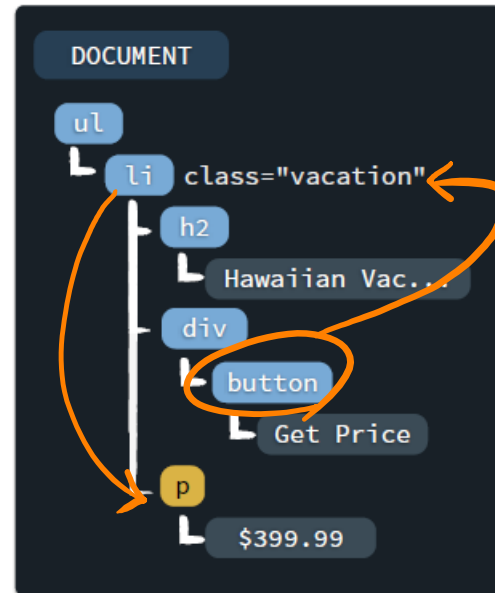 DOCUMENT
ul
li class="vacation"
h2
Hawaiian Vac...
div
button
Get Price
p
$399.99